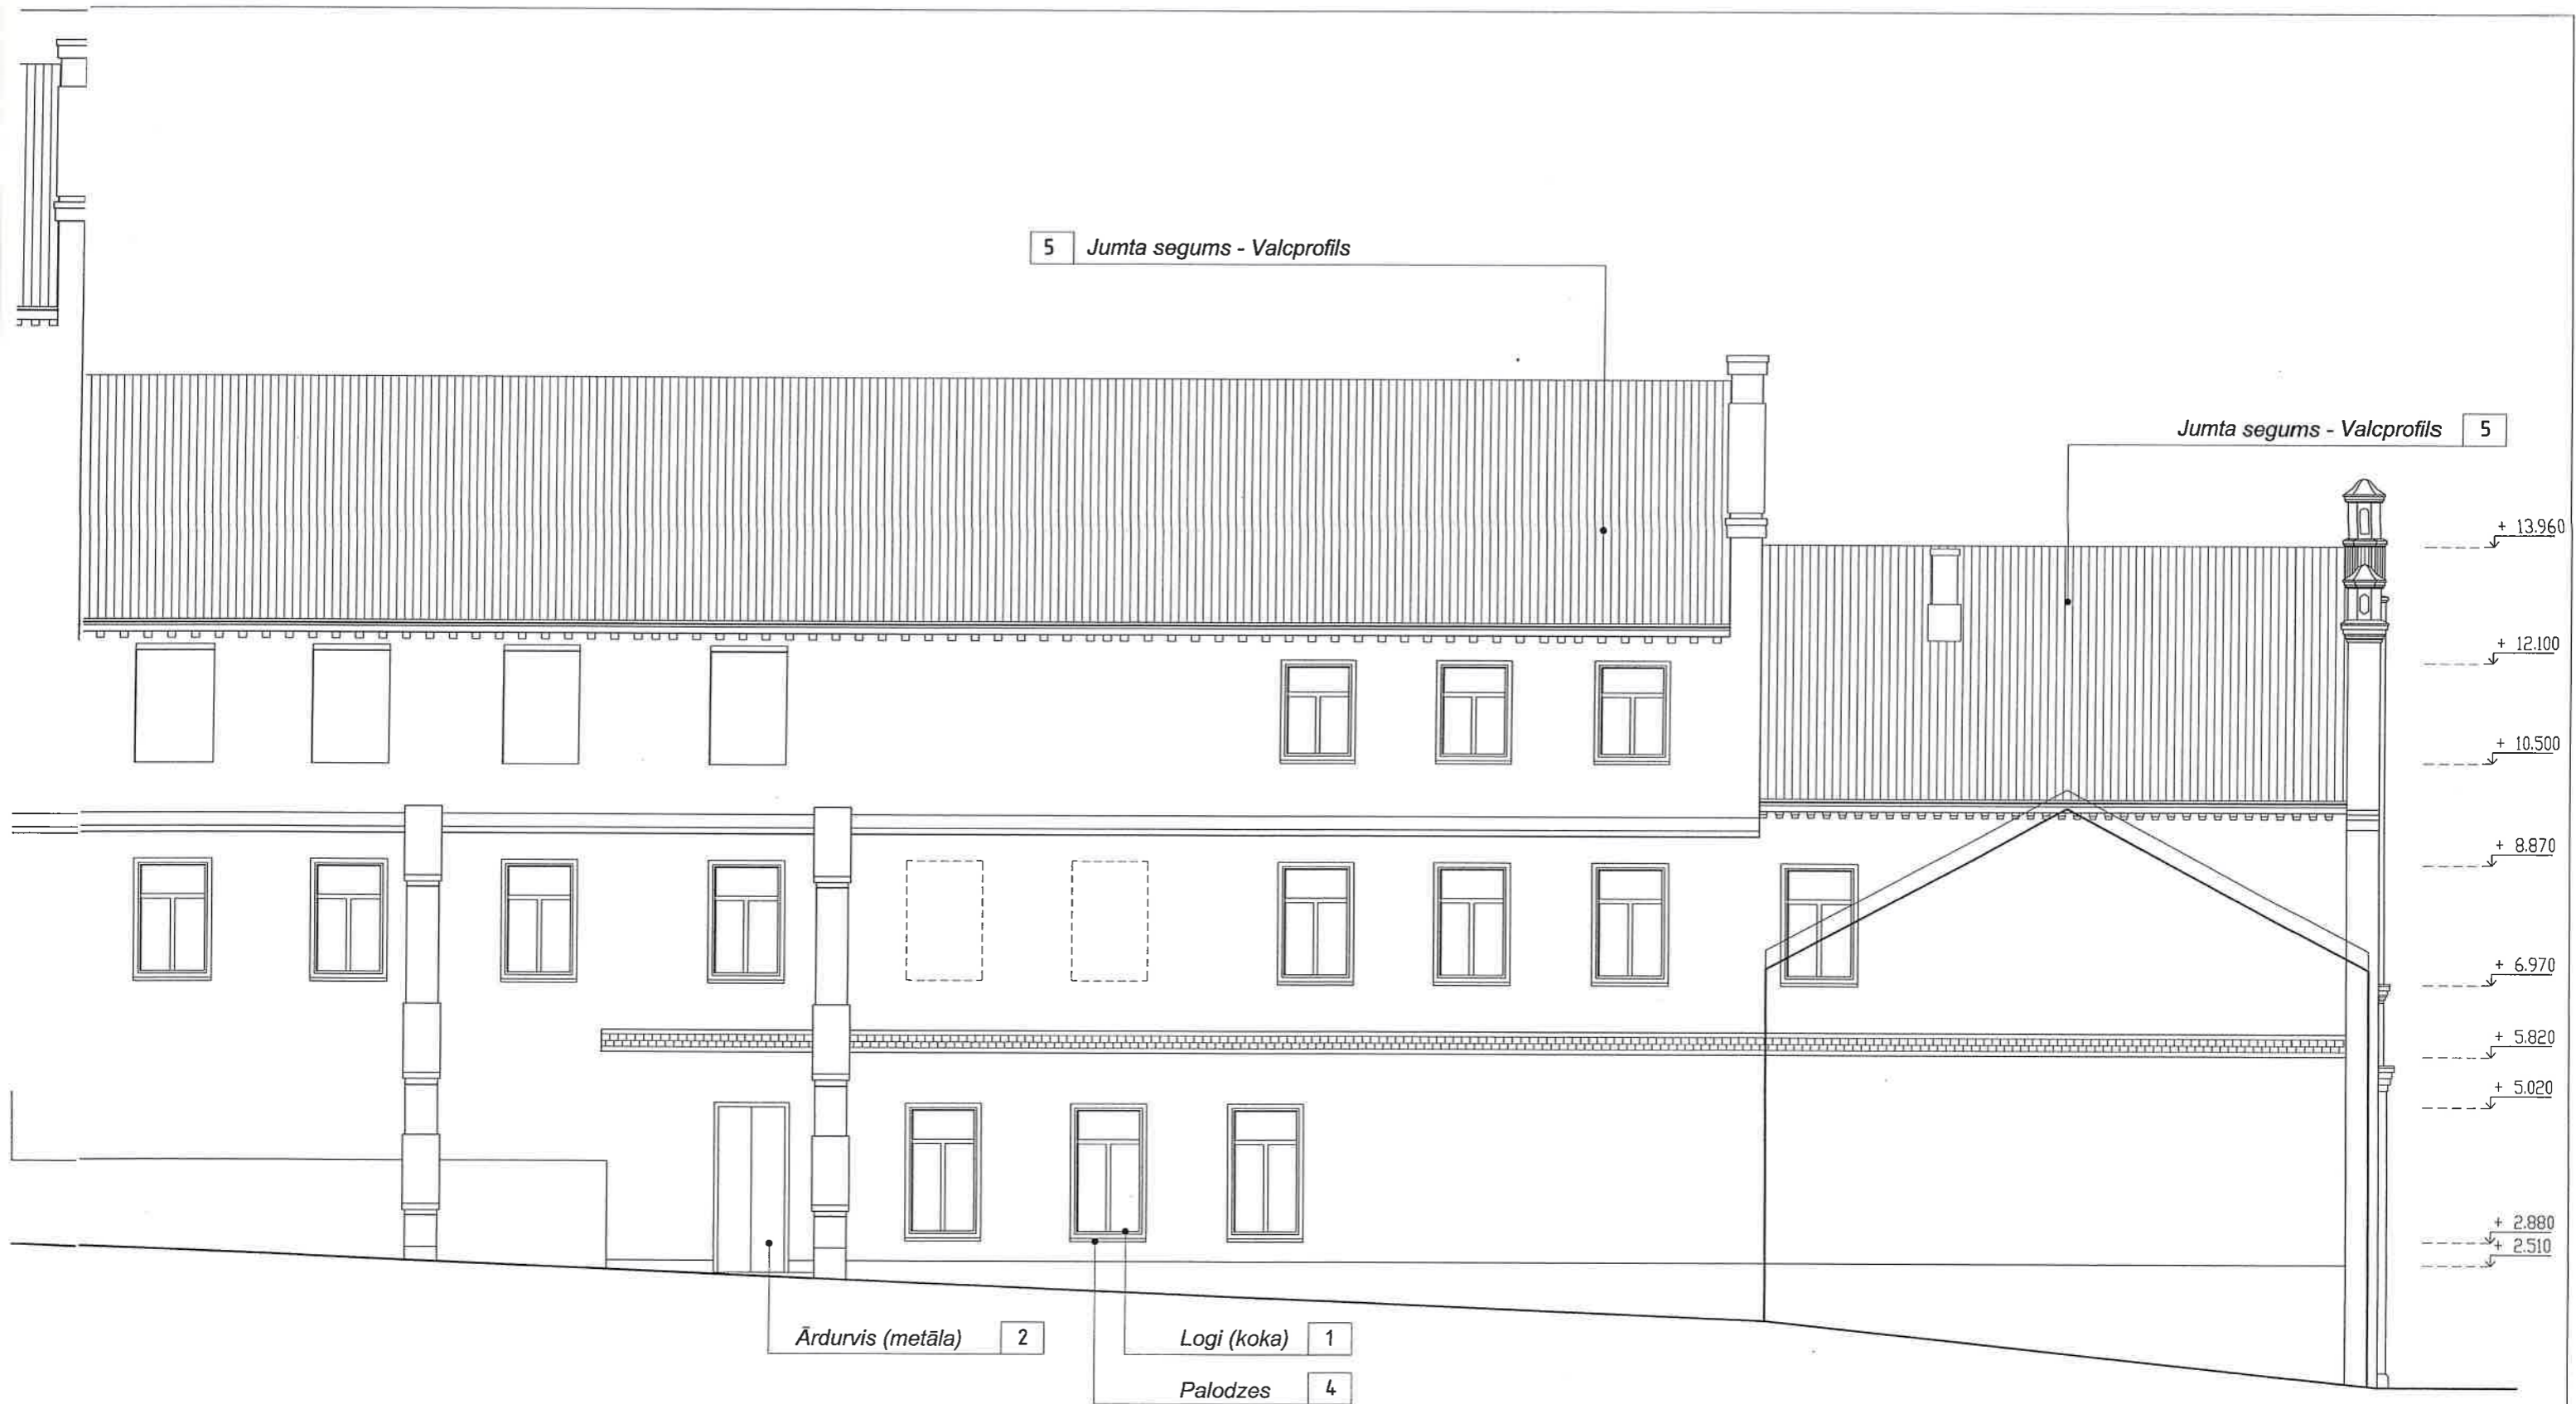 5 Jumta segums - Valcprofils
Jumta segums - Valcprofils 5
+ 13.960
+ 12.100
+ 10.500
+ 8.870
+ 6.970
+ 5.820
+ 5.020
+ 2.880
+ 2.510
Ārdurvis (metāla) 2
Logi (koka) 1
Palodzes 4